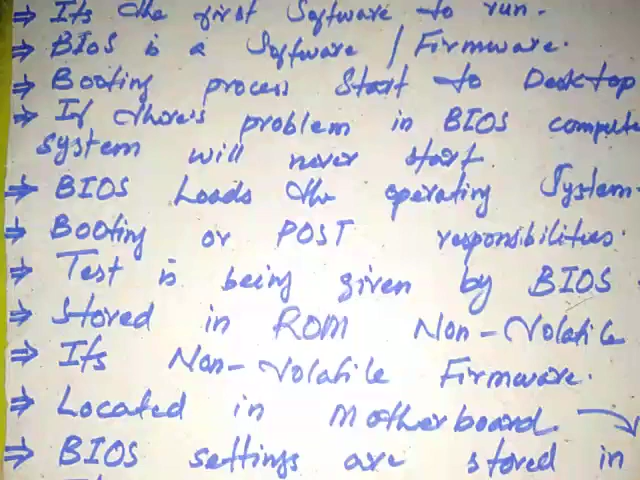 ⇒ Its the first Software to run.
⇒ BIOS is a Software / Firmware.
⇒ Booting process Start to Desktop
⇒ If there's problem in BIOS compute
System will never start
⇒ BIOS Loads the operating System.
⇒ Booting or POST responsibilities.
⇒ Test is being given by BIOS.
⇒ Stored in ROM Non-Volatile
⇒ Its Non-Volatile Firmware.
⇒ Located in Motherboard. →
⇒ BIOS settings are stored in